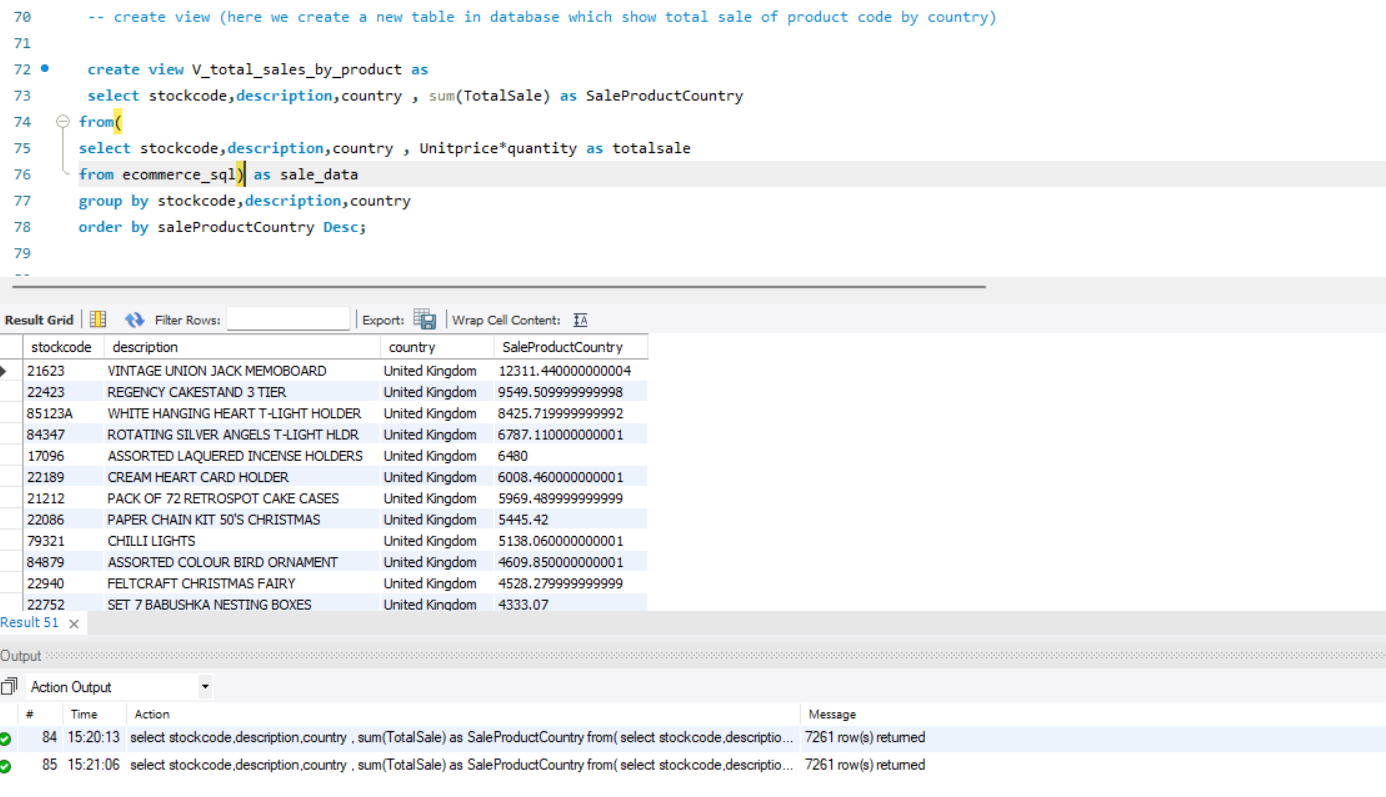 70 -- create view (here we create a new table in database which show total sale of product code by country)
71
72 create view V_total_sales_by_product as
73 select stockcode,description,country , sum(TotalSale) as SaleProductCountry
74 from(
75 select stockcode,description,country , Unitprice*quantity as totalsale
76 from ecommerce_sql) as sale_data
77 group by stockcode,description,country
78 order by saleProductCountry Desc;
79
Result Grid Filter Rows: Export: Wrap Cell Content: IA
stockcode description country SaleProductCountry
21623 VINTAGE UNION JACK MEMOBOARD United Kingdom 12311.440000000004
22423 REGENCY CAKESTAND 3 TIER United Kingdom 9549.509999999998
85123A WHITE HANGING HEART T-LIGHT HOLDER United Kingdom 8425.719999999992
84347 ROTATING SILVER ANGELS T-LIGHT HLDR United Kingdom 6787.110000000001
17096 ASSORTED LAQUERED INCENSE HOLDERS United Kingdom 6480
22189 CREAM HEART CARD HOLDER United Kingdom 6008.460000000001
21212 PACK OF 72 RETROSPOT CAKE CASES United Kingdom 5969.489999999999
22086 PAPER CHAIN KIT 50'S CHRISTMAS United Kingdom 5445.42
79321 CHILLI LIGHTS United Kingdom 5138.060000000001
84879 ASSORTED COLOUR BIRD ORNAMENT United Kingdom 4609.850000000001
22940 FELTCRAFT CHRISTMAS FAIRY United Kingdom 4528.279999999999
22752 SET 7 BABUSHKA NESTING BOXES United Kingdom 4333.07
Result 51
Output
Action Output
# Time Action Message
84 15:20:13 select stockcode,description,country , sum(TotalSale) as SaleProductCountry from( select stockcode,descriptio... 7261 row(s) returned
85 15:21:06 select stockcode,description,country , sum(TotalSale) as SaleProductCountry from( select stockcode,descriptio... 7261 row(s) returned